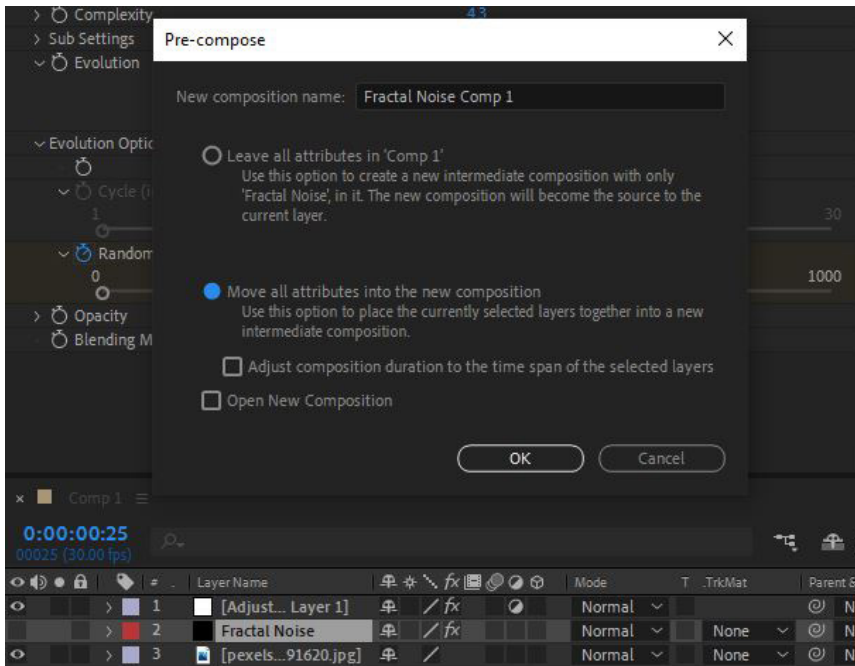 Complexity
43
Sub Settings
Pre-compose
Evolution
New composition name: Fractal Noise Comp 1
Evolution Optic
Leave all attributes in 'Comp 1'
Use this option to create a new intermediate composition with only
'Fractal Noise', in it. The new composition will become the source to the
current layer.
Cycle (i
1
30
Random
0
1000
Move all attributes into the new composition
Use this option to place the currently selected layers together into a new
intermediate composition.
Opacity
Blending M
Adjust composition duration to the time span of the selected layers
Open New Composition
OK Cancel
Comp 1
0:00:00:25
00025 (30.00 fps)
# Layer Name fx Mode T .TrkMat Parent &
1 [Adjust... Layer 1] fx Normal N
2 Fractal Noise fx Normal None N
3 [pexels...91620.jpg] Normal None N